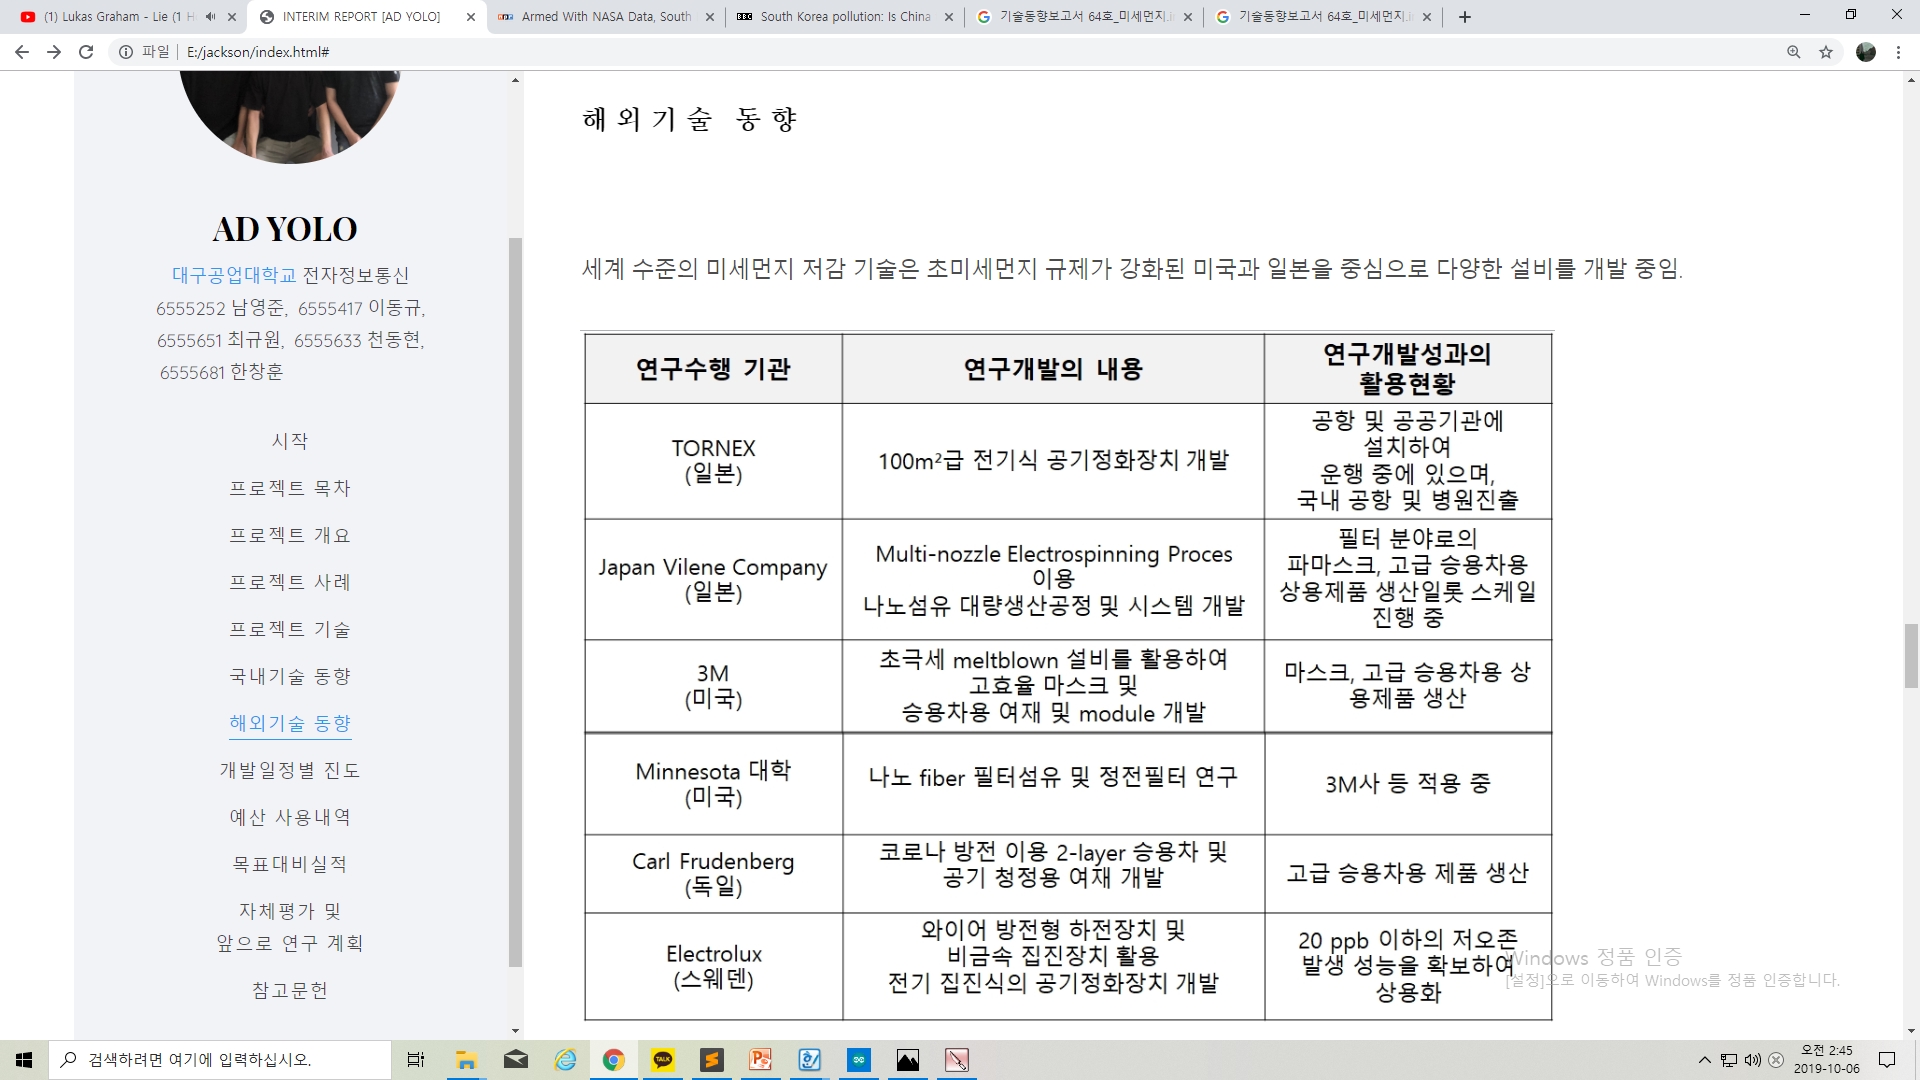 (1) Lukas Graham - Lie (1 H
INTERIM REPORT [AD YOLO]
Armed With NASA Data, South
South Korea pollution: Is China
기술동향보고서 64호_미세먼지.i
기술동향보고서 64호_미세먼지.i
파일
E:/jackson/index.html#
AD YOLO
대구공업대학교 전자정보통신
6555252 남영준, 6555417 이동규,
6555651 최규원, 6555633 천동현,
6555681 한창훈
시작
프로젝트 목차
프로젝트 개요
프로젝트 사례
프로젝트 기술
국내기술 동향
해외기술 동향
개발일정별 진도
예산 사용내역
목표대비실적
자체평가 및
앞으로 연구 계획
참고문헌
해외기술 동향
세계 수준의 미세먼지 저감 기술은 초미세먼지 규제가 강화된 미국과 일본을 중심으로 다양한 설비를 개발 중임.
연구수행 기관
연구개발의 내용
연구개발성과의
활용현황
TORNEX
(일본)
100m²급 전기식 공기정화장치 개발
공항 및 공공기관에
설치하여
운행 중에 있으며,
국내 공항 및 병원진출
Japan Vilene Company
(일본)
Multi-nozzle Electrospinning Proces
이용
나노섬유 대량생산공정 및 시스템 개발
필터 분야로의
파마스크, 고급 승용차용
상용제품 생산일롯 스케일
진행 중
3M
(미국)
초극세 meltblown 설비를 활용하여
고효율 마스크 및
승용차용 여재 및 module 개발
마스크, 고급 승용차용 상
용제품 생산
Minnesota 대학
(미국)
나노 fiber 필터섬유 및 정전필터 연구
3M사 등 적용 중
Carl Frudenberg
(독일)
코로나 방전 이용 2-layer 승용차 및
공기 청정용 여재 개발
고급 승용차용 제품 생산
Electrolux
(스웨덴)
와이어 방전형 하전장치 및
비금속 집진장치 활용
전기 집진식의 공기정화장치 개발
20 ppb 이하의 저오존
발생 성능을 확보하여
상용화
Windows 정품 인증
[설정]으로 이동하여 Windows를 정품 인증합니다.
검색하려면 여기에 입력하십시오.
TALK
오전 2:45
2019-10-06